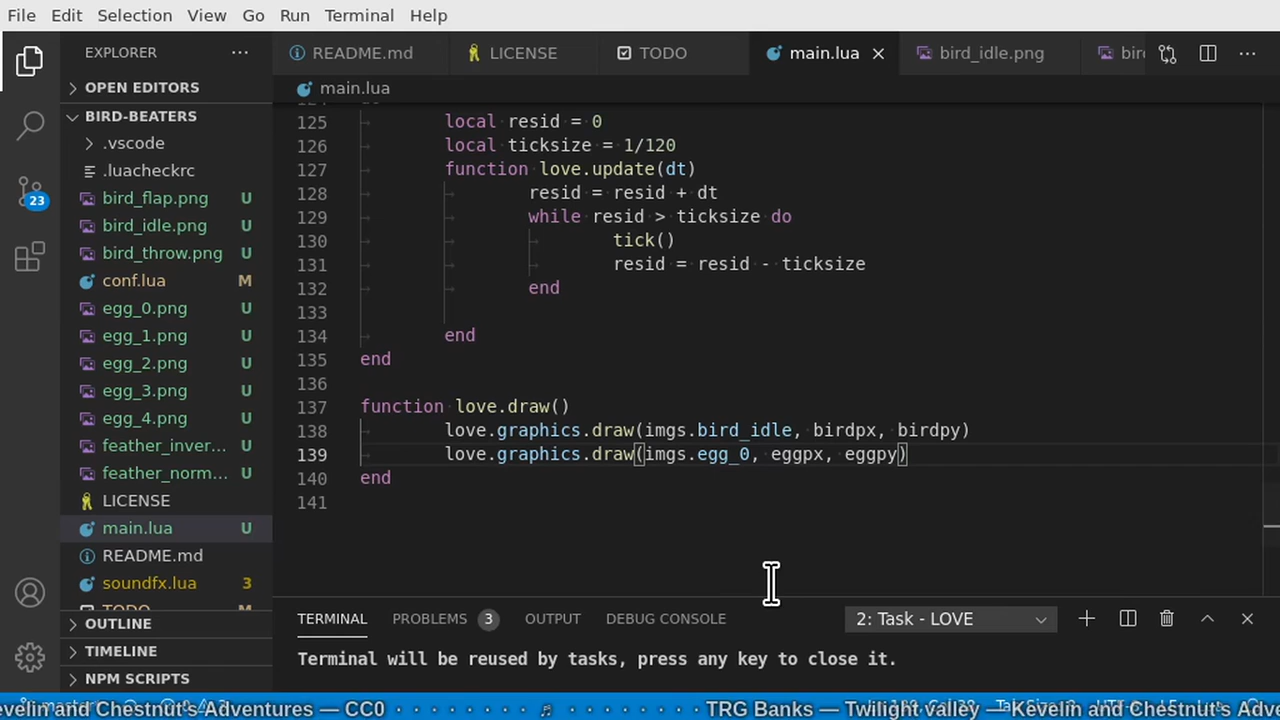 File Edit Selection View Go Run Terminal Help
EXPLORER ···
README.md LICENSE TODO main.lua bird_idle.png bir
OPEN EDITORS
main.lua
BIRD-BEATERS
.vscode
.luacheckrc
bird_flap.png U
bird_idle.png U
bird_throw.png U
conf.lua M
egg_0.png U
egg_1.png U
egg_2.png U
egg_3.png U
egg_4.png U
feather_inver... U
feather_norm... U
LICENSE
main.lua U
README.md
soundfx.lua 3
TODO M
OUTLINE
TIMELINE
NPM SCRIPTS
23
125 local resid = 0
126 local ticksize = 1/120
127 function love.update(dt)
128 resid = resid + dt
129 while resid > ticksize do
130 tick()
131 resid = resid - ticksize
132 end
133
134 end
135 end
136
137 function love.draw()
138 love.graphics.draw(imgs.bird_idle, birdpx, birdpy)
139 love.graphics.draw(imgs.egg_0, eggpx, eggpy)
140 end
141
TERMINAL PROBLEMS 3 OUTPUT DEBUG CONSOLE 2: Task - LOVE
Terminal will be reused by tasks, press any key to close it.
evelin and Chestnut's Adventures — CC0 · · · · · · · ♬ · · · · · · · TRG Banks — Twilight valley — Kevelin and Chestnut's Adventures